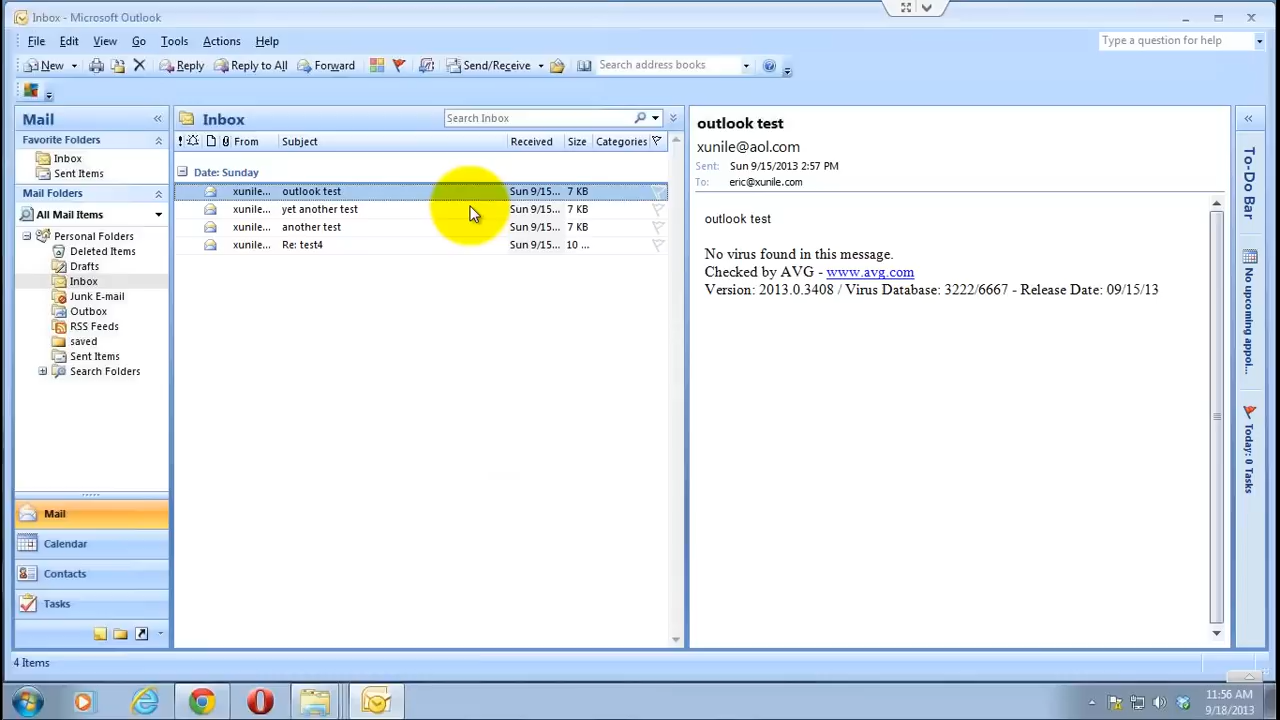 Inbox - Microsoft Outlook
File Edit View Go Tools Actions Help
Type a question for help
New Reply Reply to All Forward Send/Receive Search address books
Mail «
Favorite Folders
Inbox
Sent Items
Mail Folders
All Mail Items
Personal Folders
Deleted Items
Drafts
Inbox
Junk E-mail
Outbox
RSS Feeds
saved
Sent Items
Search Folders
Mail
Calendar
Contacts
Tasks
Inbox Search Inbox
! From Subject Received Size Categories
Date: Sunday
xunile... outlook test Sun 9/15... 7 KB
xunile... yet another test Sun 9/15... 7 KB
xunile... another test Sun 9/15... 7 KB
xunile... Re: test4 Sun 9/15... 10 ...
outlook test
xunile@aol.com
Sent: Sun 9/15/2013 2:57 PM
To: eric@xunile.com
outlook test
No virus found in this message.
Checked by AVG - www.avg.com
Version: 2013.0.3408 / Virus Database: 3222/6667 - Release Date: 09/15/13
«
To-Do Bar
No upcoming appoi...
Today: 0 Tasks
4 Items
11:56 AM
9/18/2013